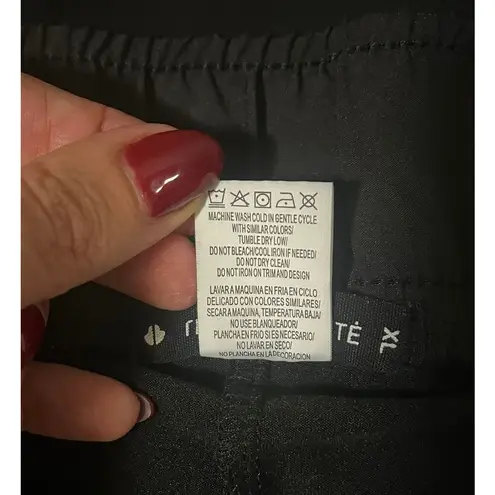 MACHINE WASH COLD IN GENTLE CYCLE
WITH SIMILAR COLORS/
TUMBLE DRY LOW/
DO NOT BLEACH/COOL IRON IF NEEDED/
DO NOT DRY CLEAN/
DO NOT IRON ON TRIM AND DESIGN
LAVAR A MAQUINA EN FRIA EN CICLO
DELICADO CON COLORES SIMILARES/
SECAR A MAQUINA, TEMPERATURA BAJA/
NO USE BLANQUEADOR/
PLANCHA EN FRIO SI ES NECESARIO/
NO LAVAR EN SECO/
NO PLANCHA EN LA DECORACION
TÉ XL